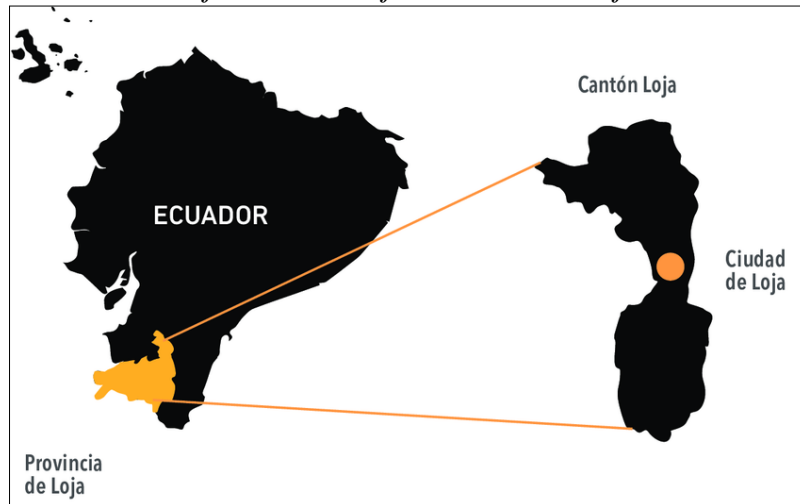 Cantón Loja
ECUADOR
Ciudad
de Loja
Provincia
de Loja